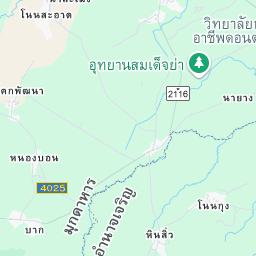 โนนสะอาด
วิทยาลัย
อาชีพดอนต
อุทยานสมเด็จย่า
ตกพัฒนา
2116
นายาง
หนองบอน
4025
มุกดาหาร
อำนาจเจริญ
โนนกุง
บาก
หินสิ่ว